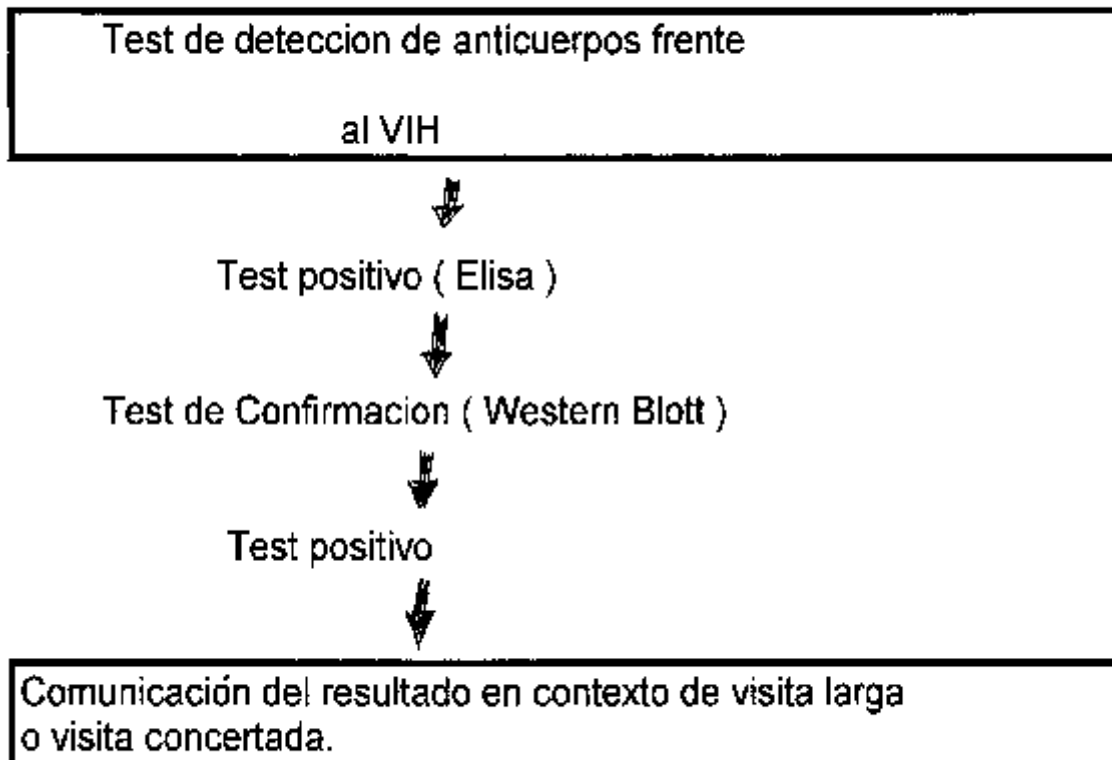 Test de deteccion de anticuerpos frente
al VIH
Test positivo ( Elisa )
Test de Confirmacion ( Western Blott )
Test positivo
Comunicación del resultado en contexto de visita larga
o visita concertada.